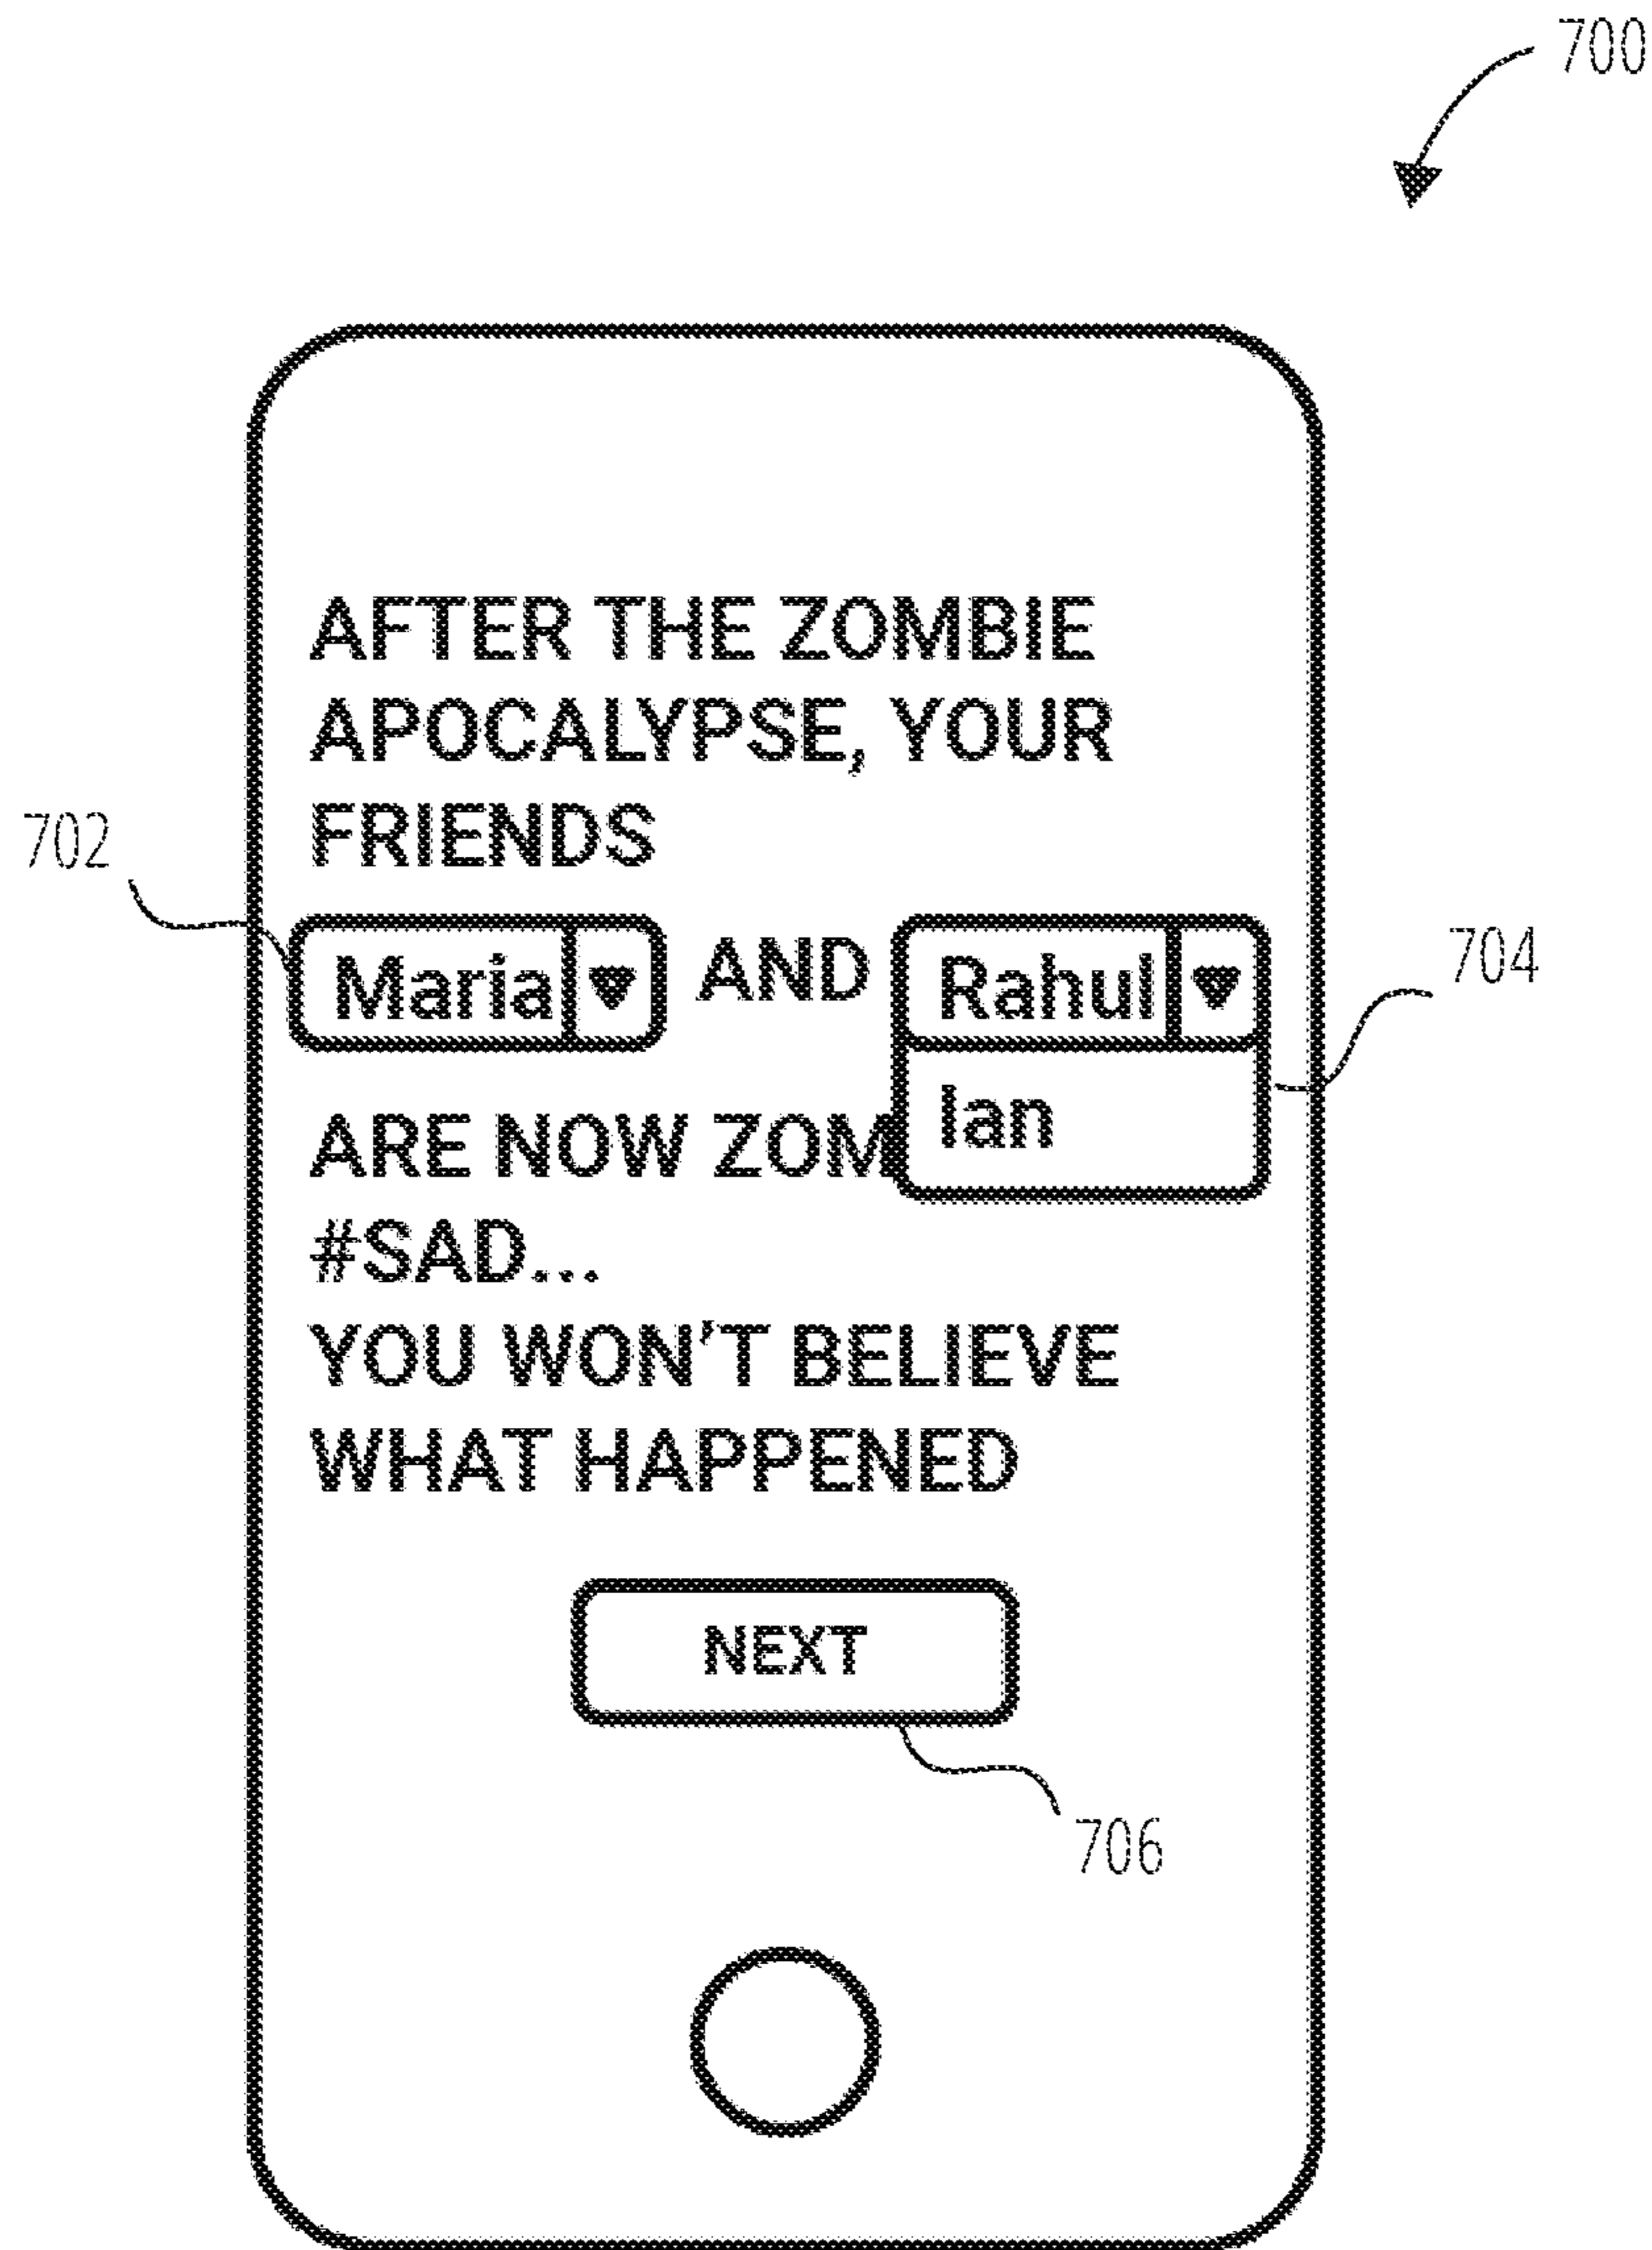 700
AFTER THE ZOMBIE
APOCALYPSE, YOUR
FRIENDS
702
Maria AND Rahul
704
Ian
ARE NOW ZOM
#SAD...
YOU WON'T BELIEVE
WHAT HAPPENED
NEXT
706